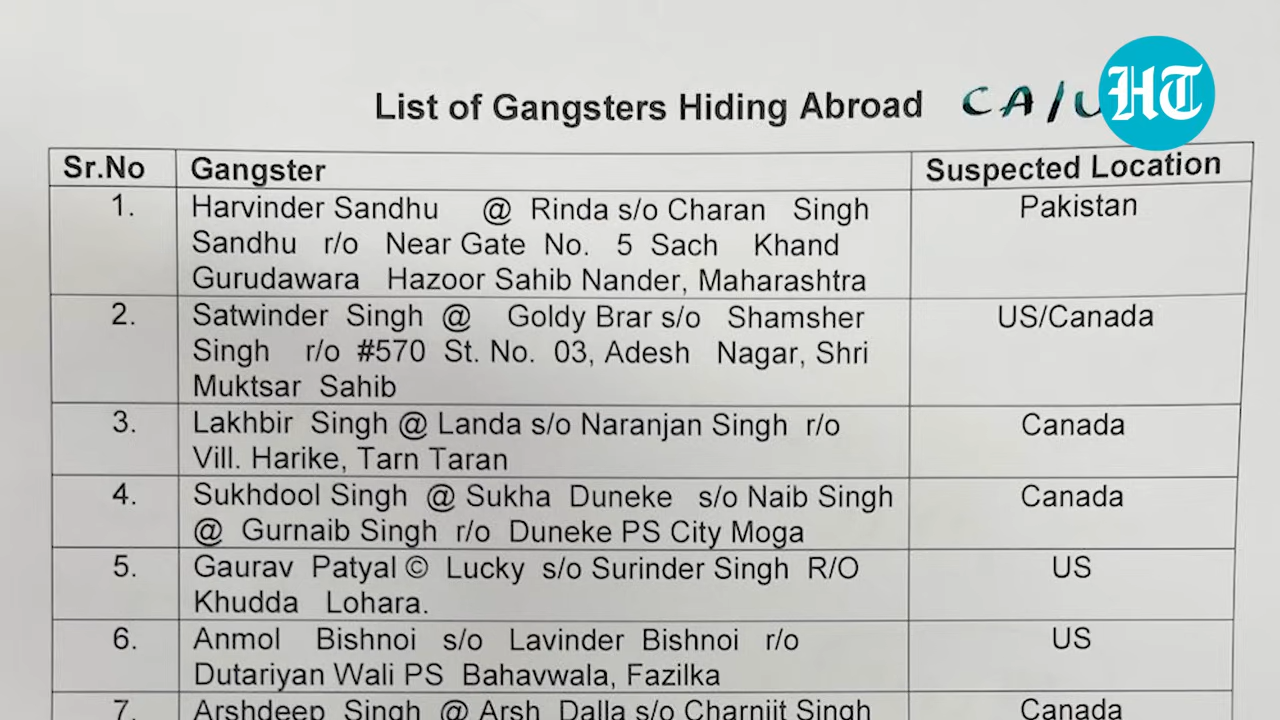 HT
List of Gangsters Hiding Abroad CA/U
Sr.No Gangster Suspected Location
1. Harvinder Sandhu @ Rinda s/o Charan Singh Pakistan
Sandhu r/o Near Gate No. 5 Sach Khand
Gurudawara Hazoor Sahib Nander, Maharashtra
2. Satwinder Singh @ Goldy Brar s/o Shamsher US/Canada
Singh r/o #570 St. No. 03, Adesh Nagar, Shri
Muktsar Sahib
3. Lakhbir Singh @ Landa s/o Naranjan Singh r/o Canada
Vill. Harike, Tarn Taran
4. Sukhdool Singh @ Sukha Duneke s/o Naib Singh Canada
@ Gurnaib Singh r/o Duneke PS City Moga
5. Gaurav Patyal © Lucky s/o Surinder Singh R/O US
Khudda Lohara.
6. Anmol Bishnoi s/o Lavinder Bishnoi r/o US
Dutariyan Wali PS Bahavwala, Fazilka
7. Arshdeep Singh @ Arsh Dalla s/o Charnjit Singh Canada